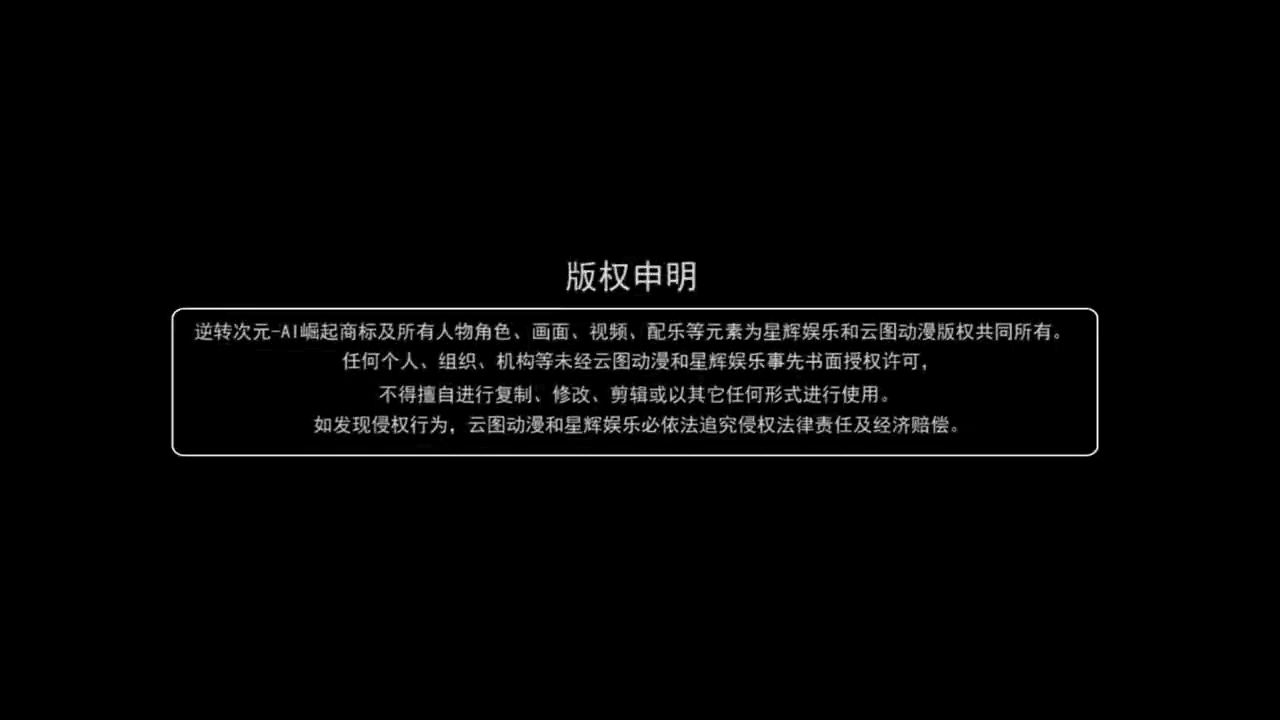 版权申明
逆转次元-AI崛起商标及所有人物角色、画面、视频、配乐等元素为星辉娱乐和云图动漫版权共同所有。
任何个人、组织、机构等未经云图动漫和星辉娱乐事先书面授权许可，
不得擅自进行复制、修改、剪辑或以其它任何形式进行使用。
如发现侵权行为，云图动漫和星辉娱乐必依法追究侵权法律责任及经济赔偿。